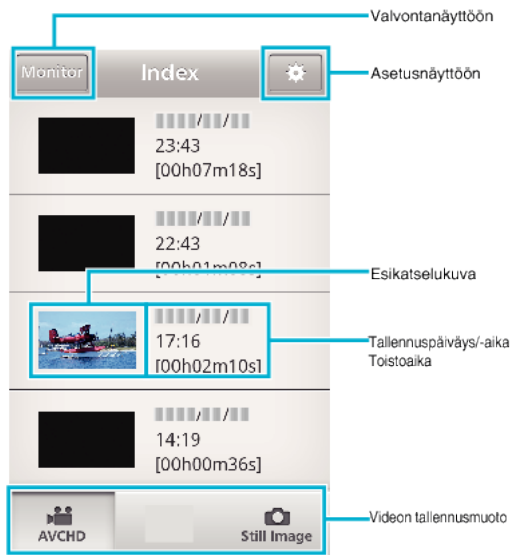 Valvontanäyttöön
Monitor
Index
Asetusnäyttöön
23:43
[00h07m18s]
22:43
[00h01m08s]
Esikatselukuva
17:16
[00h02m10s]
Tallennuspäiväys/-aika
Toistoaika
14:19
[00h00m36s]
AVCHD
Still Image
Videon tallennusmuoto